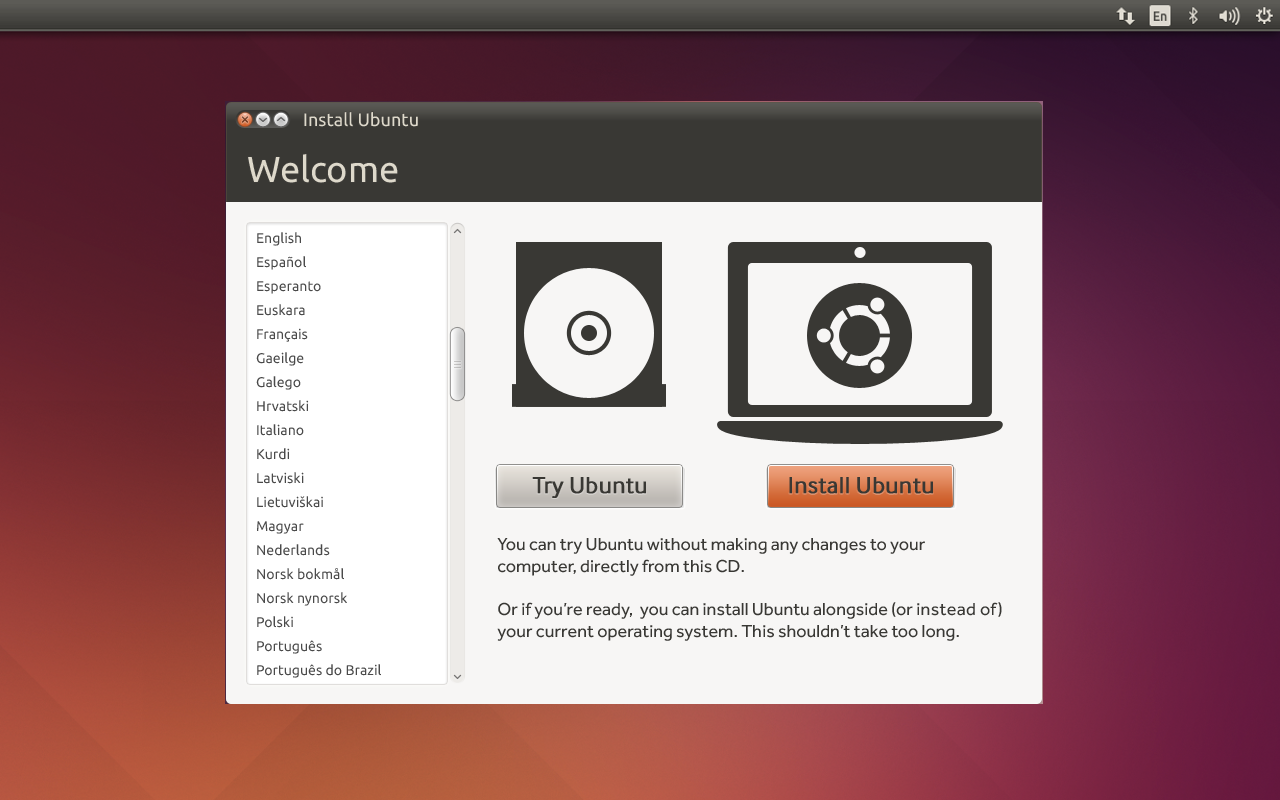 En
Install Ubuntu
Welcome
English
Español
Esperanto
Euskara
Français
Gaeilge
Galego
Hrvatski
Italiano
Kurdi
Latviski
Lietuviškai
Magyar
Nederlands
Norsk bokmål
Norsk nynorsk
Polski
Português
Português do Brazil
Try Ubuntu
Install Ubuntu
You can try Ubuntu without making any changes to your
computer, directly from this CD.
Or if you're ready,  you can install Ubuntu alongside (or instead of)
your current operating system. This shouldn't take too long.